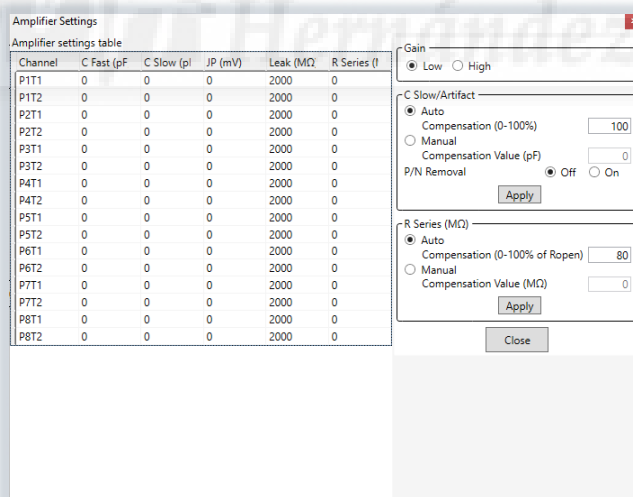 Hernández
Amplifier Settings
Amplifier settings table
Channel C Fast (pF C Slow (pl JP (mV) Leak (MΩ R Series (I
P1T1 0 0 0 2000 0
P1T2 0 0 0 2000 0
P2T1 0 0 0 2000 0
P2T2 0 0 0 2000 0
P3T1 0 0 0 2000 0
P3T2 0 0 0 2000 0
P4T1 0 0 0 2000 0
P4T2 0 0 0 2000 0
P5T1 0 0 0 2000 0
P5T2 0 0 0 2000 0
P6T1 0 0 0 2000 0
P6T2 0 0 0 2000 0
P7T1 0 0 0 2000 0
P7T2 0 0 0 2000 0
P8T1 0 0 0 2000 0
P8T2 0 0 0 2000 0
Gain
Low High
C Slow/Artifact
Auto
Compensation (0-100%) 100
Manual
Compensation Value (pF) 0
P/N Removal Off On
Apply
R Series (MΩ)
Auto
Compensation (0-100% of Ropen) 80
Manual
Compensation Value (MΩ) 0
Apply
Close